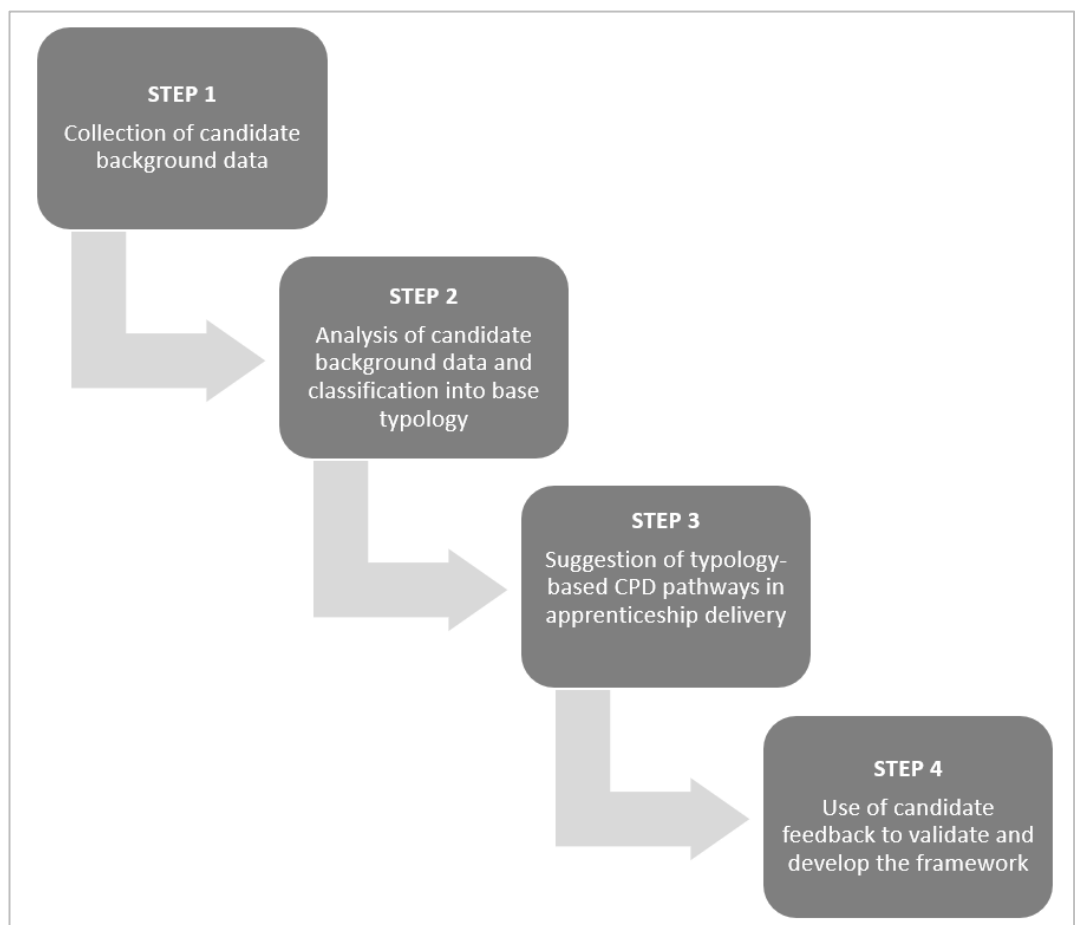 STEP 1
Collection of candidate
background data
STEP 2
Analysis of candidate
background data and
classification into base
typology
STEP 3
Suggestion of typology-
based CPD pathways in
apprenticeship delivery
STEP 4
Use of candidate
feedback to validate and
develop the framework